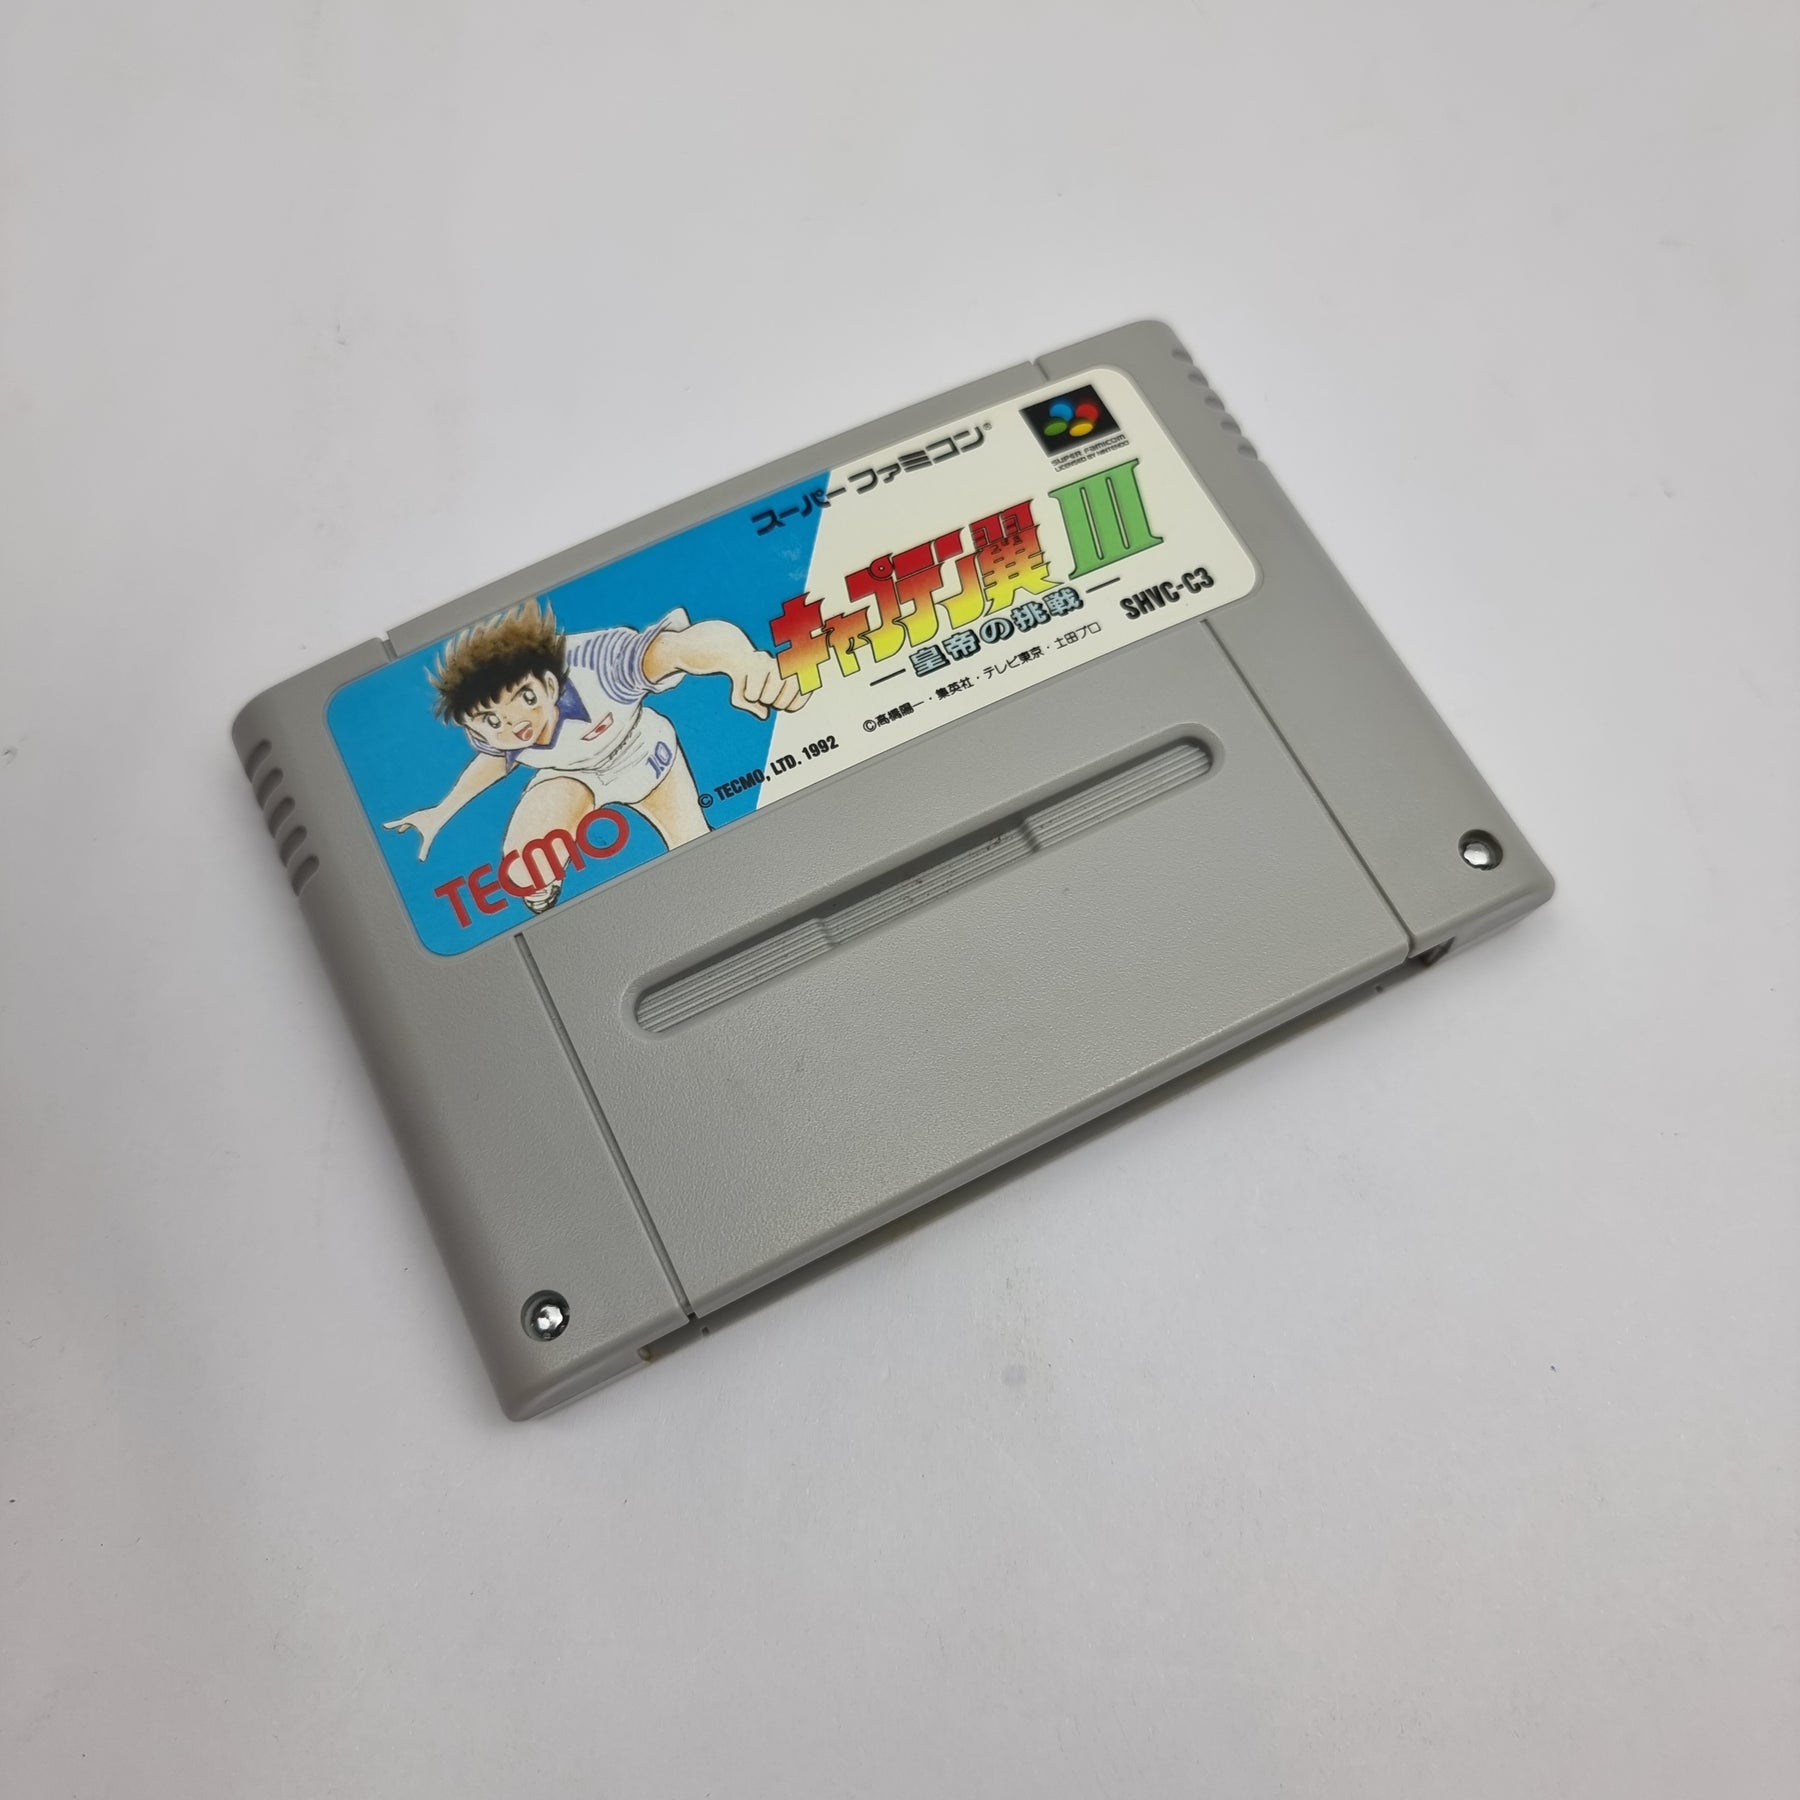 スーパーファミコン®
SUPER FAMICOM
LICENSED BY NINTENDO
キャプテン翼III
皇帝の挑戦
SHVC-C3
©高橋陽一・集英社・テレビ東京・土田プロ
© TECMO, LTD. 1992
10
TECMO